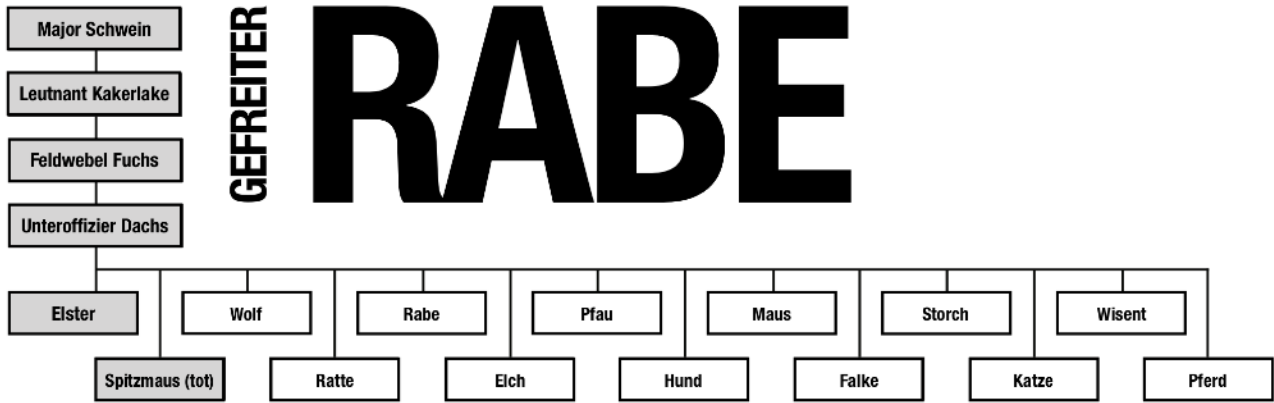 Major Schwein
Leutnant Kakerlake
Feldwebel Fuchs
Unteroffizier Dachs
GEFREITER
RABE
Elster
Wolf
Rabe
Pfau
Maus
Storch
Wisent
Spitzmaus (tot)
Ratte
Elch
Hund
Falke
Katze
Pferd